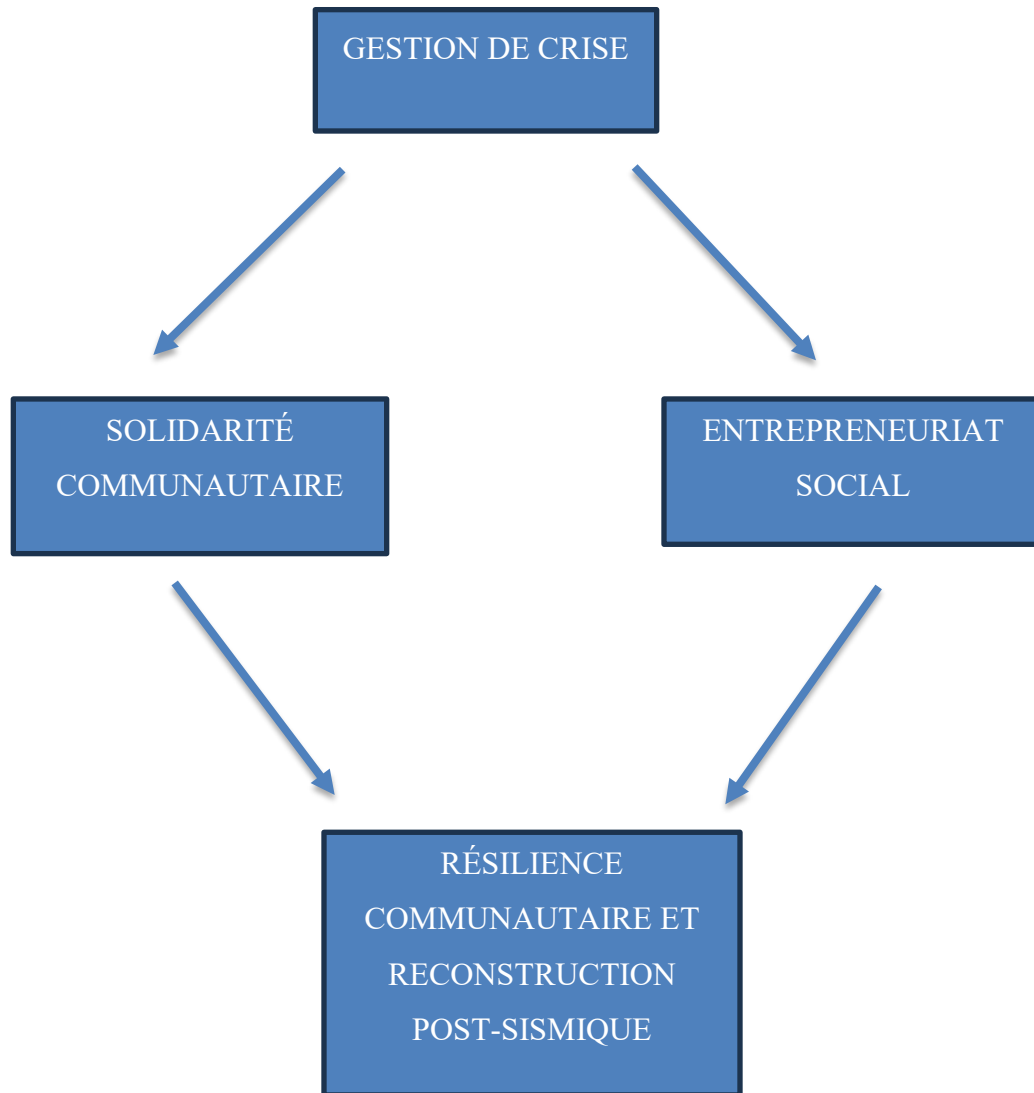 GESTION DE CRISE
SOLIDARITÉ
COMMUNAUTAIRE
ENTREPRENEURIAT
SOCIAL
RÉSILIENCE
COMMUNAUTAIRE ET
RECONSTRUCTION
POST-SISMIQUE